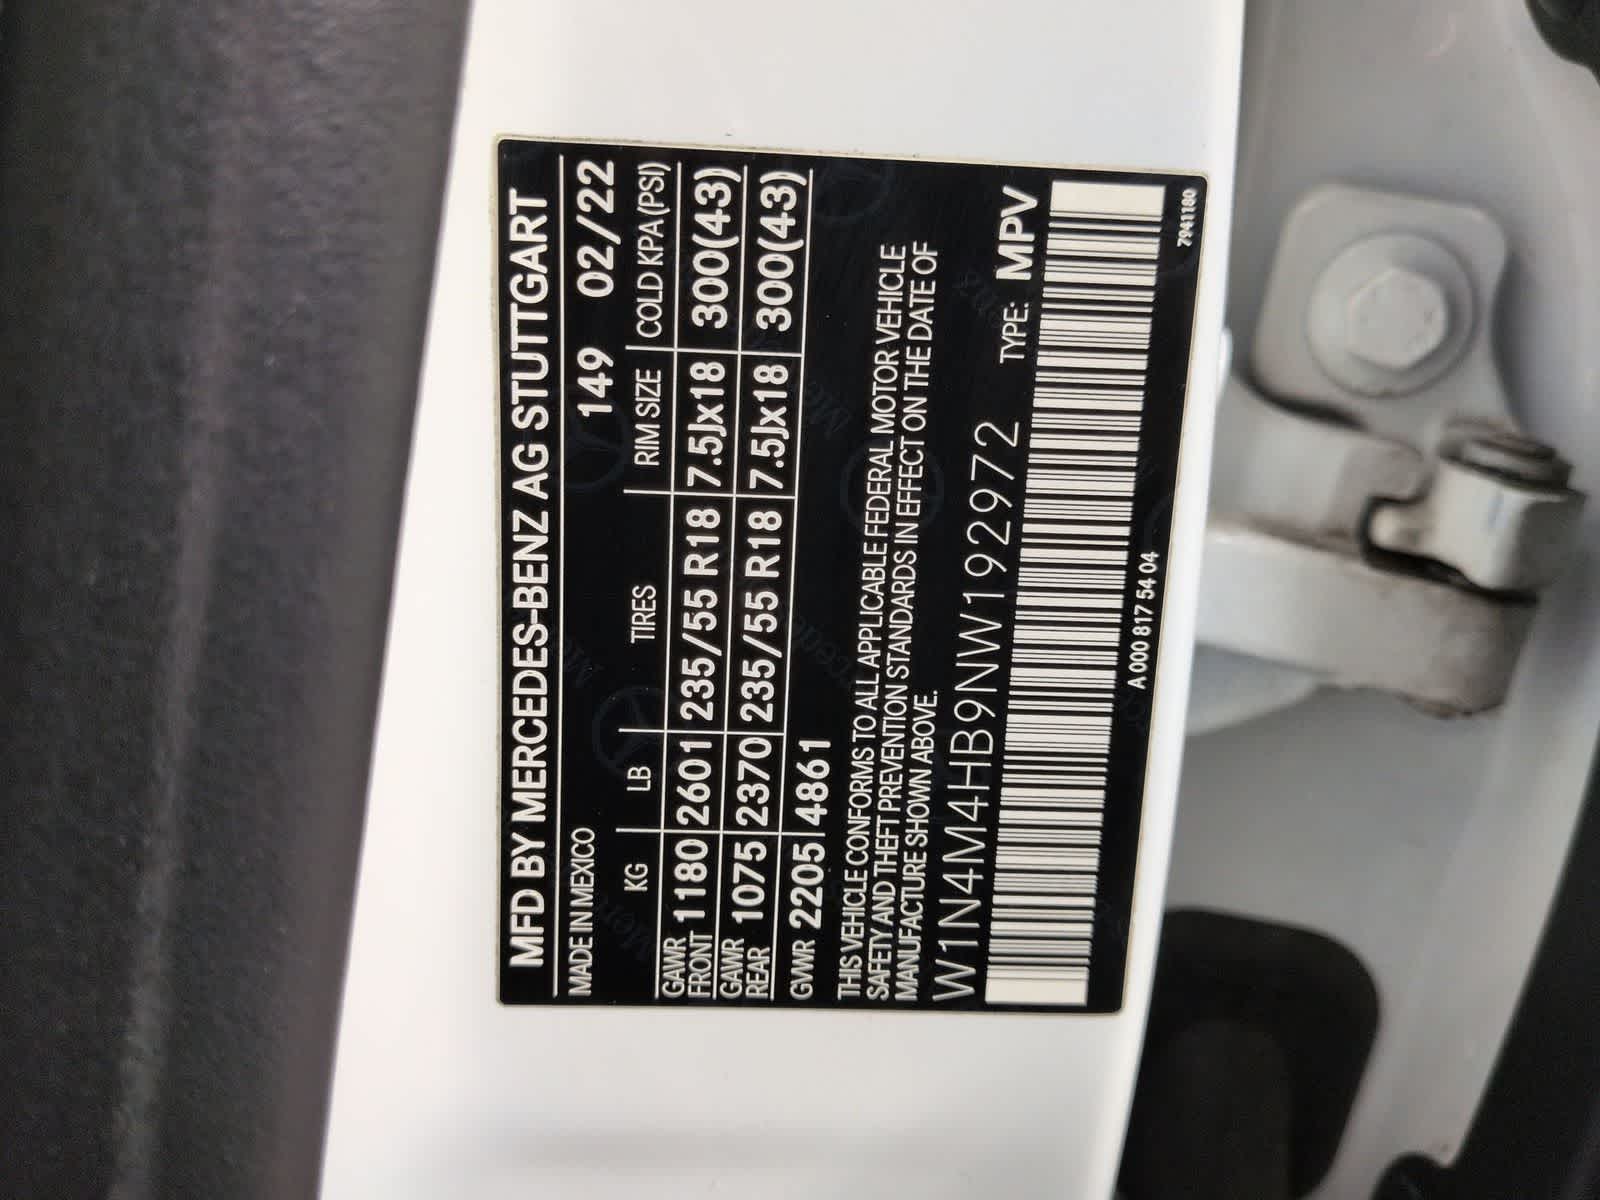 MFD BY MERCEDES-BENZ AG STUTTGART
MADE IN MEXICO 149 02/22
KG LB TIRES RIM SIZE COLD KPA (PSI)
GAWR FRONT 1180 2601 235/55 R18 7.5Jx18 300(43)
GAWR REAR 1075 2370 235/55 R18 7.5Jx18 300(43)
GVWR 2205 4861
THIS VEHICLE CONFORMS TO ALL APPLICABLE FEDERAL MOTOR VEHICLE
SAFETY AND THEFT PREVENTION STANDARDS IN EFFECT ON THE DATE OF
MANUFACTURE SHOWN ABOVE.
W1N4M4HB9NW192972 TYPE: MPV
A 000 817 54 04 7941180